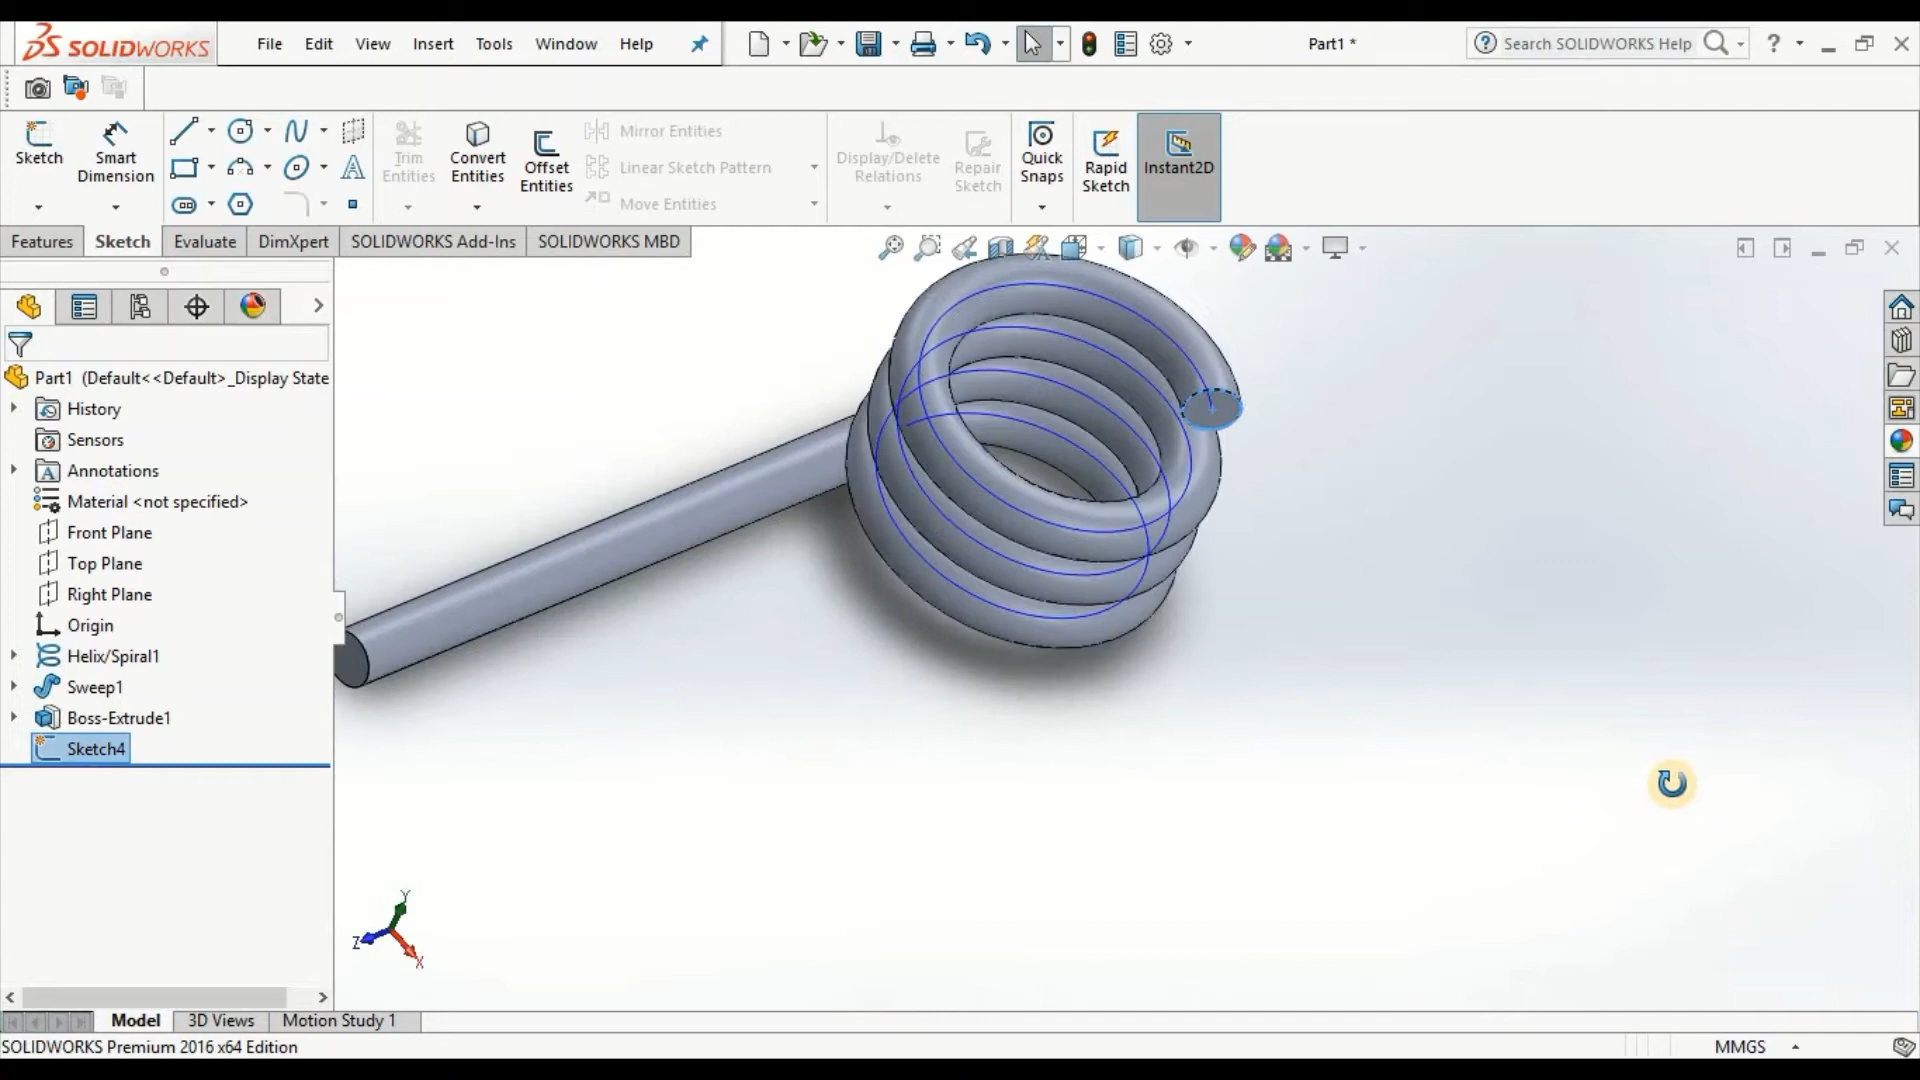 SOLIDWORKS File Edit View Insert Tools Window Help Part1 * Search SOLIDWORKS Help ?
Sketch
Smart Dimension
Trim Entities
Convert Entities
Offset Entities
Mirror Entities
Linear Sketch Pattern
Move Entities
Display/Delete Relations
Repair Sketch
Quick Snaps
Rapid Sketch
Instant2D
Features Sketch Evaluate DimXpert SOLIDWORKS Add-Ins SOLIDWORKS MBD
Part1 (Default<<Default>_Display State
History
Sensors
Annotations
Material <not specified>
Front Plane
Top Plane
Right Plane
Origin
Helix/Spiral1
Sweep1
Boss-Extrude1
Sketch4
Y
Z
X
Model 3D Views Motion Study 1
SOLIDWORKS Premium 2016 x64 Edition MMGS